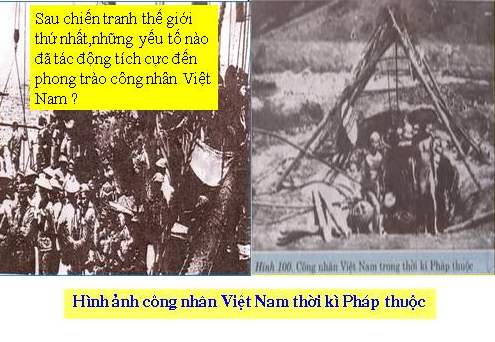 Sau chiến tranh thế giới
thứ nhất,những yếu tố nào
đã tác động tích cực đến
phong trào công nhân Việt
Nam ?
Hình 100. Công nhân Việt Nam trong thời kì Pháp thuộc
Hình ảnh công nhân Việt Nam thời kì Pháp thuộc